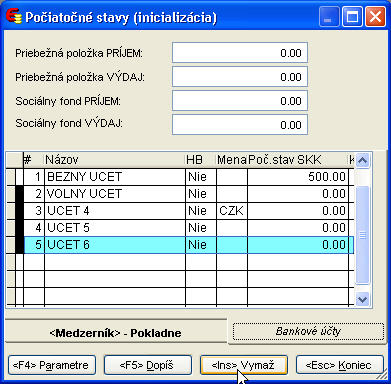 Počiatočné stavy (inicializácia)
Priebežná položka PRÍJEM: 0.00
Priebežná položka VÝDAJ: 0.00
Sociálny fond PRÍJEM: 0.00
Sociálny fond VÝDAJ: 0.00
# Názov HB Mena Poč.stav SKK K
1 BEZNY UCET Nie 500.00
2 VOLNY UCET Nie 0.00
3 UCET 4 Nie CZK 0.00
4 UCET 5 Nie 0.00
5 UCET 6 Nie 0.00
<Medzerník> - Pokladne Bankové účty
<F4> Parametre <F5> Dopíš <Ins> Vymaž <Esc> Koniec